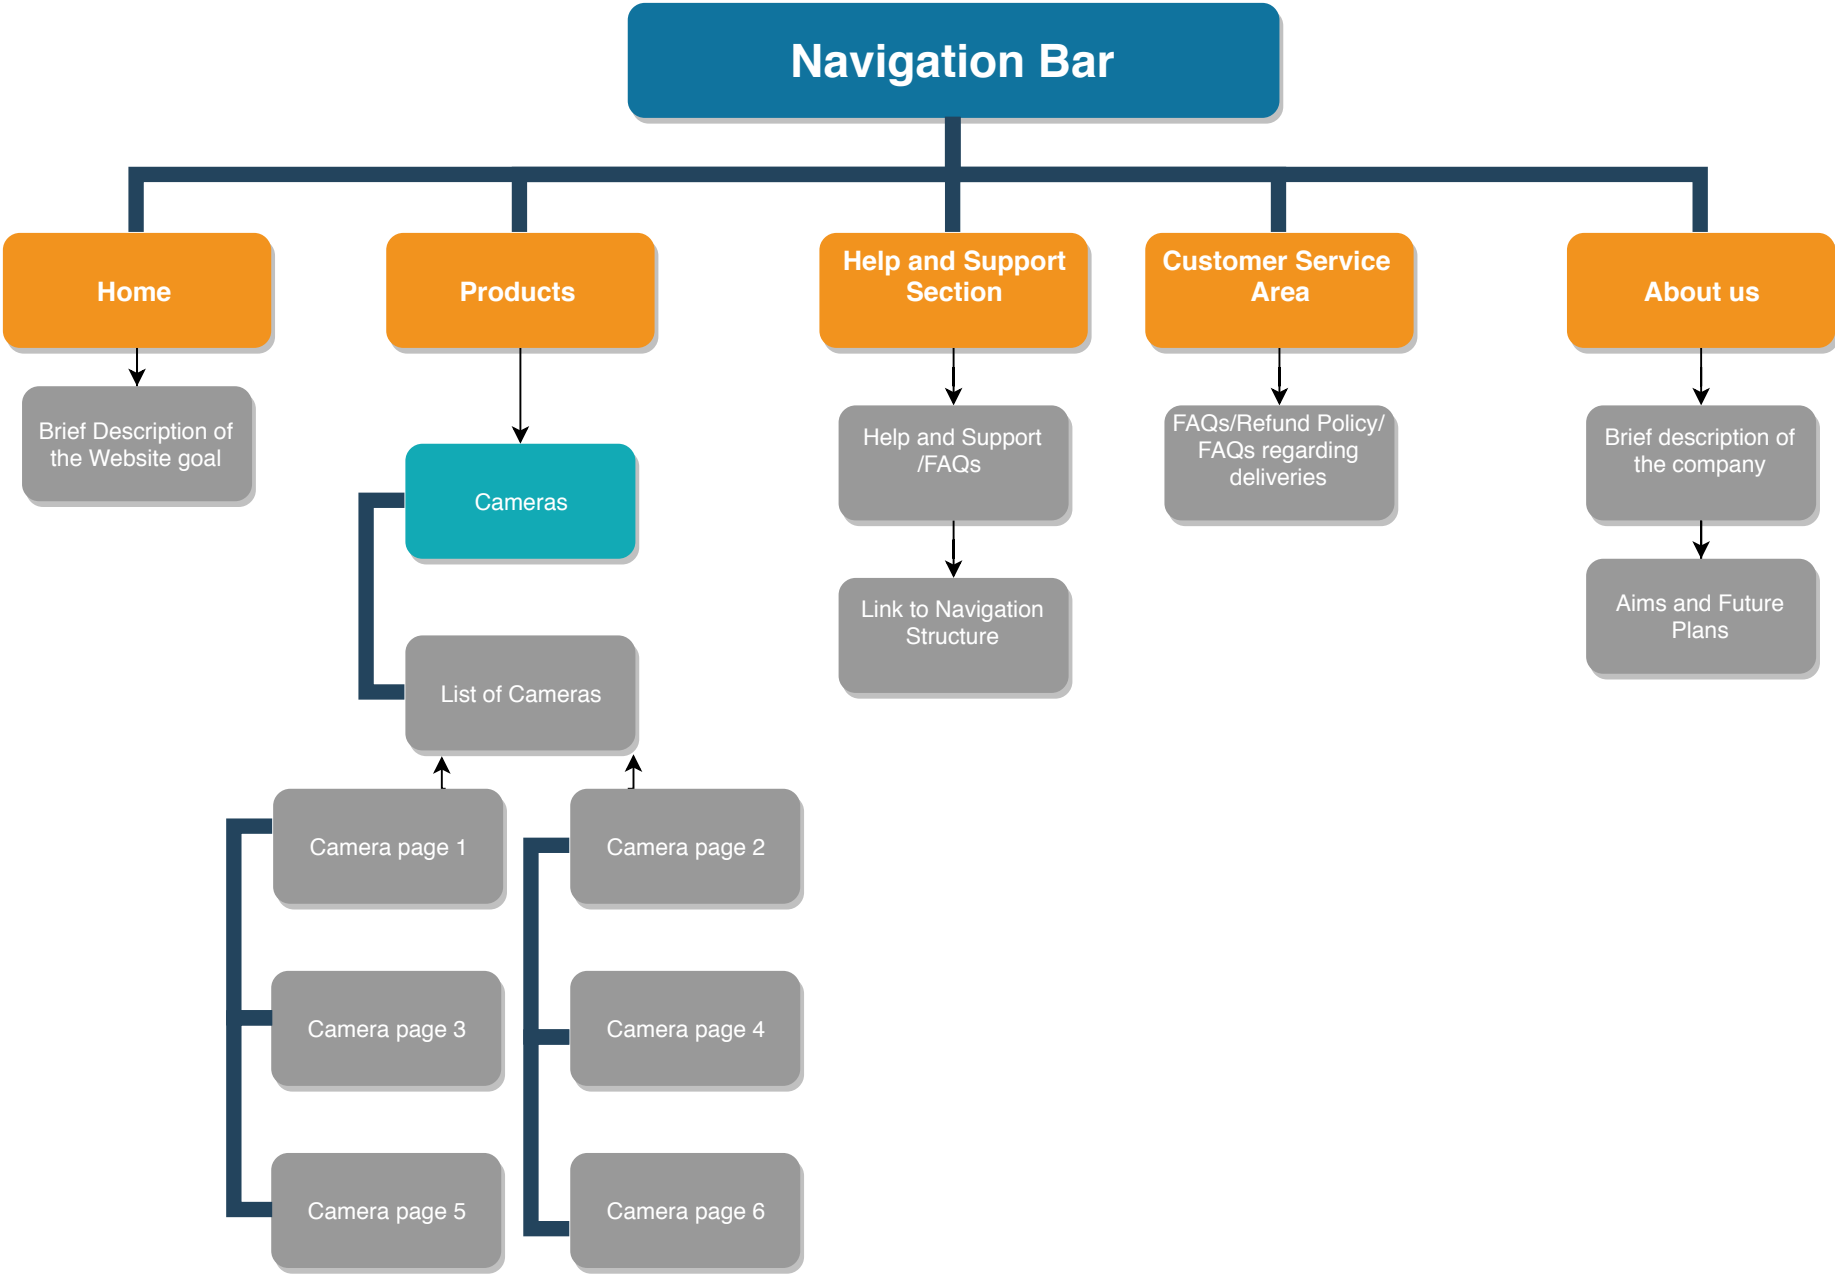 Navigation Bar
Home
Products
Help and Support
Section
Customer Service
Area
About us
Brief Description of
the Website goal
Cameras
List of Cameras
Camera page 1
Camera page 2
Camera page 3
Camera page 4
Camera page 5
Camera page 6
Help and Support
/FAQs
Link to Navigation
Structure
FAQs/Refund Policy/
FAQs regarding
deliveries
Brief description of
the company
Aims and Future
Plans